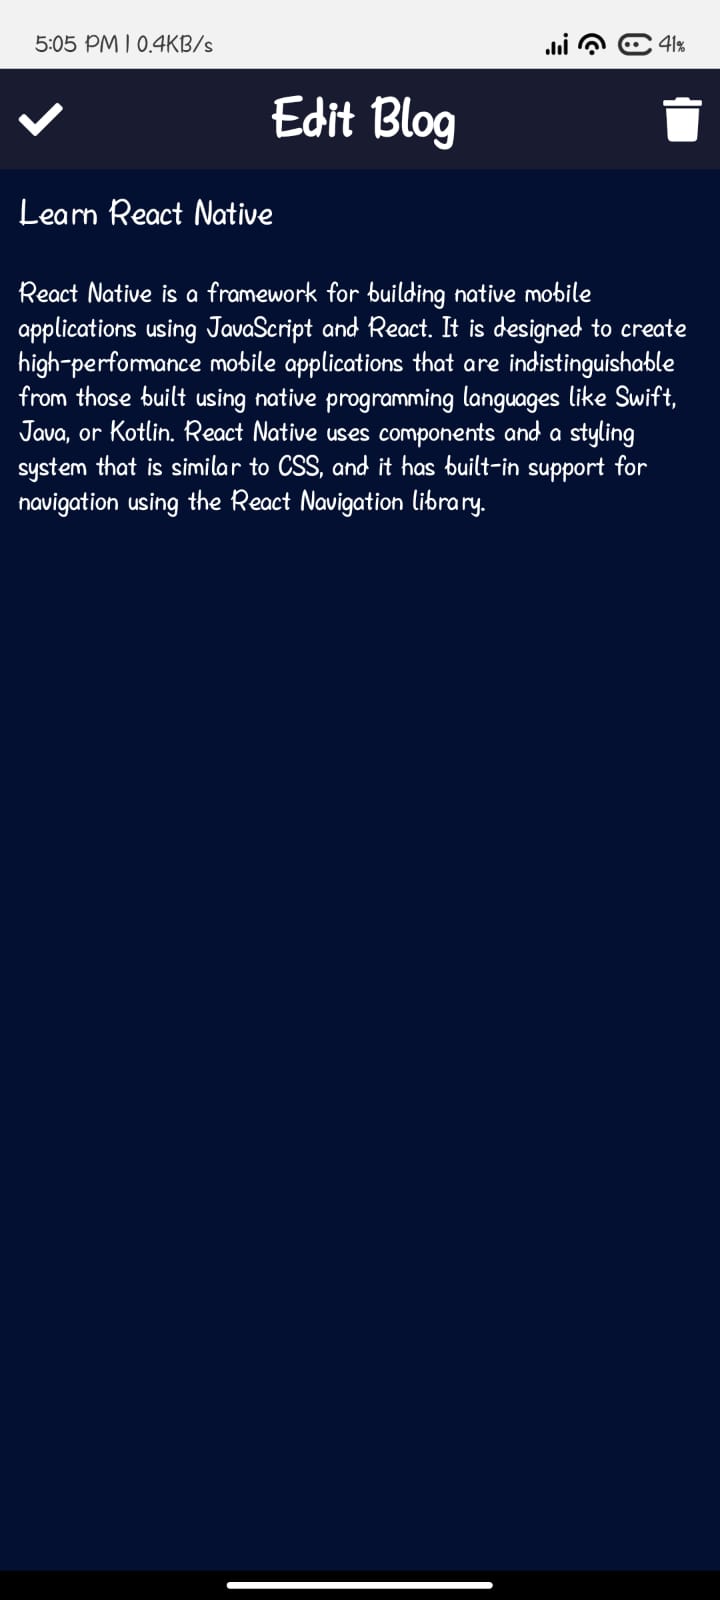 5:05 PM | 0.4KB/s
41%
Edit Blog
Learn React Native
React Native is a framework for building native mobile
applications using JavaScript and React. It is designed to create
high-performance mobile applications that are indistinguishable
from those built using native programming languages like Swift,
Java, or Kotlin. React Native uses components and a styling
system that is similar to CSS, and it has built-in support for
navigation using the React Navigation library.